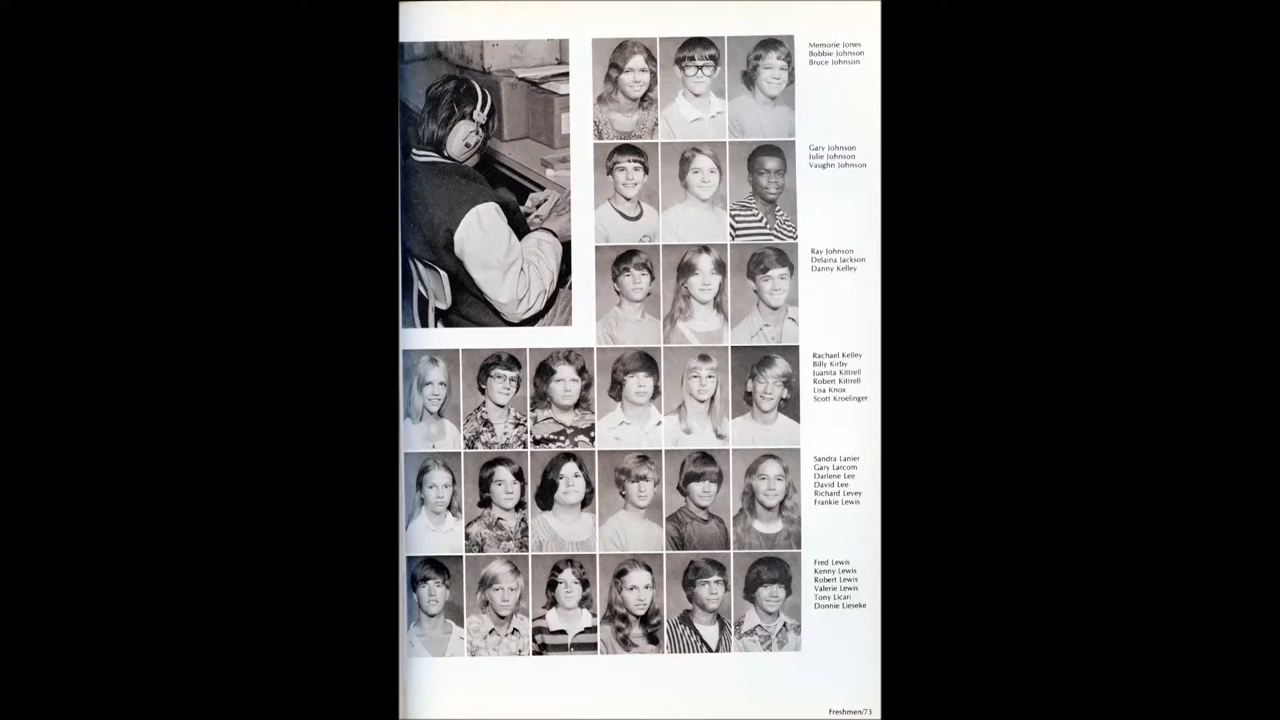 Memorie Jones
Bobbie Johnson
Bruce Johnson
Gary Johnson
Julie Johnson
Vaughn Johnson
Ray Johnson
Delaina Jackson
Danny Kelley
Rachael Kelley
Billy Kirby
Juanita Kittrell
Robert Kittrell
Lisa Knox
Scott Kroelinger
Sandra Lanier
Gary Larcom
Darlene Lee
David Lee
Richard Levey
Frankie Lewis
Fred Lewis
Kenny Lewis
Robert Lewis
Valerie Lewis
Tony Licari
Donnie Lieseke
Freshmen/73